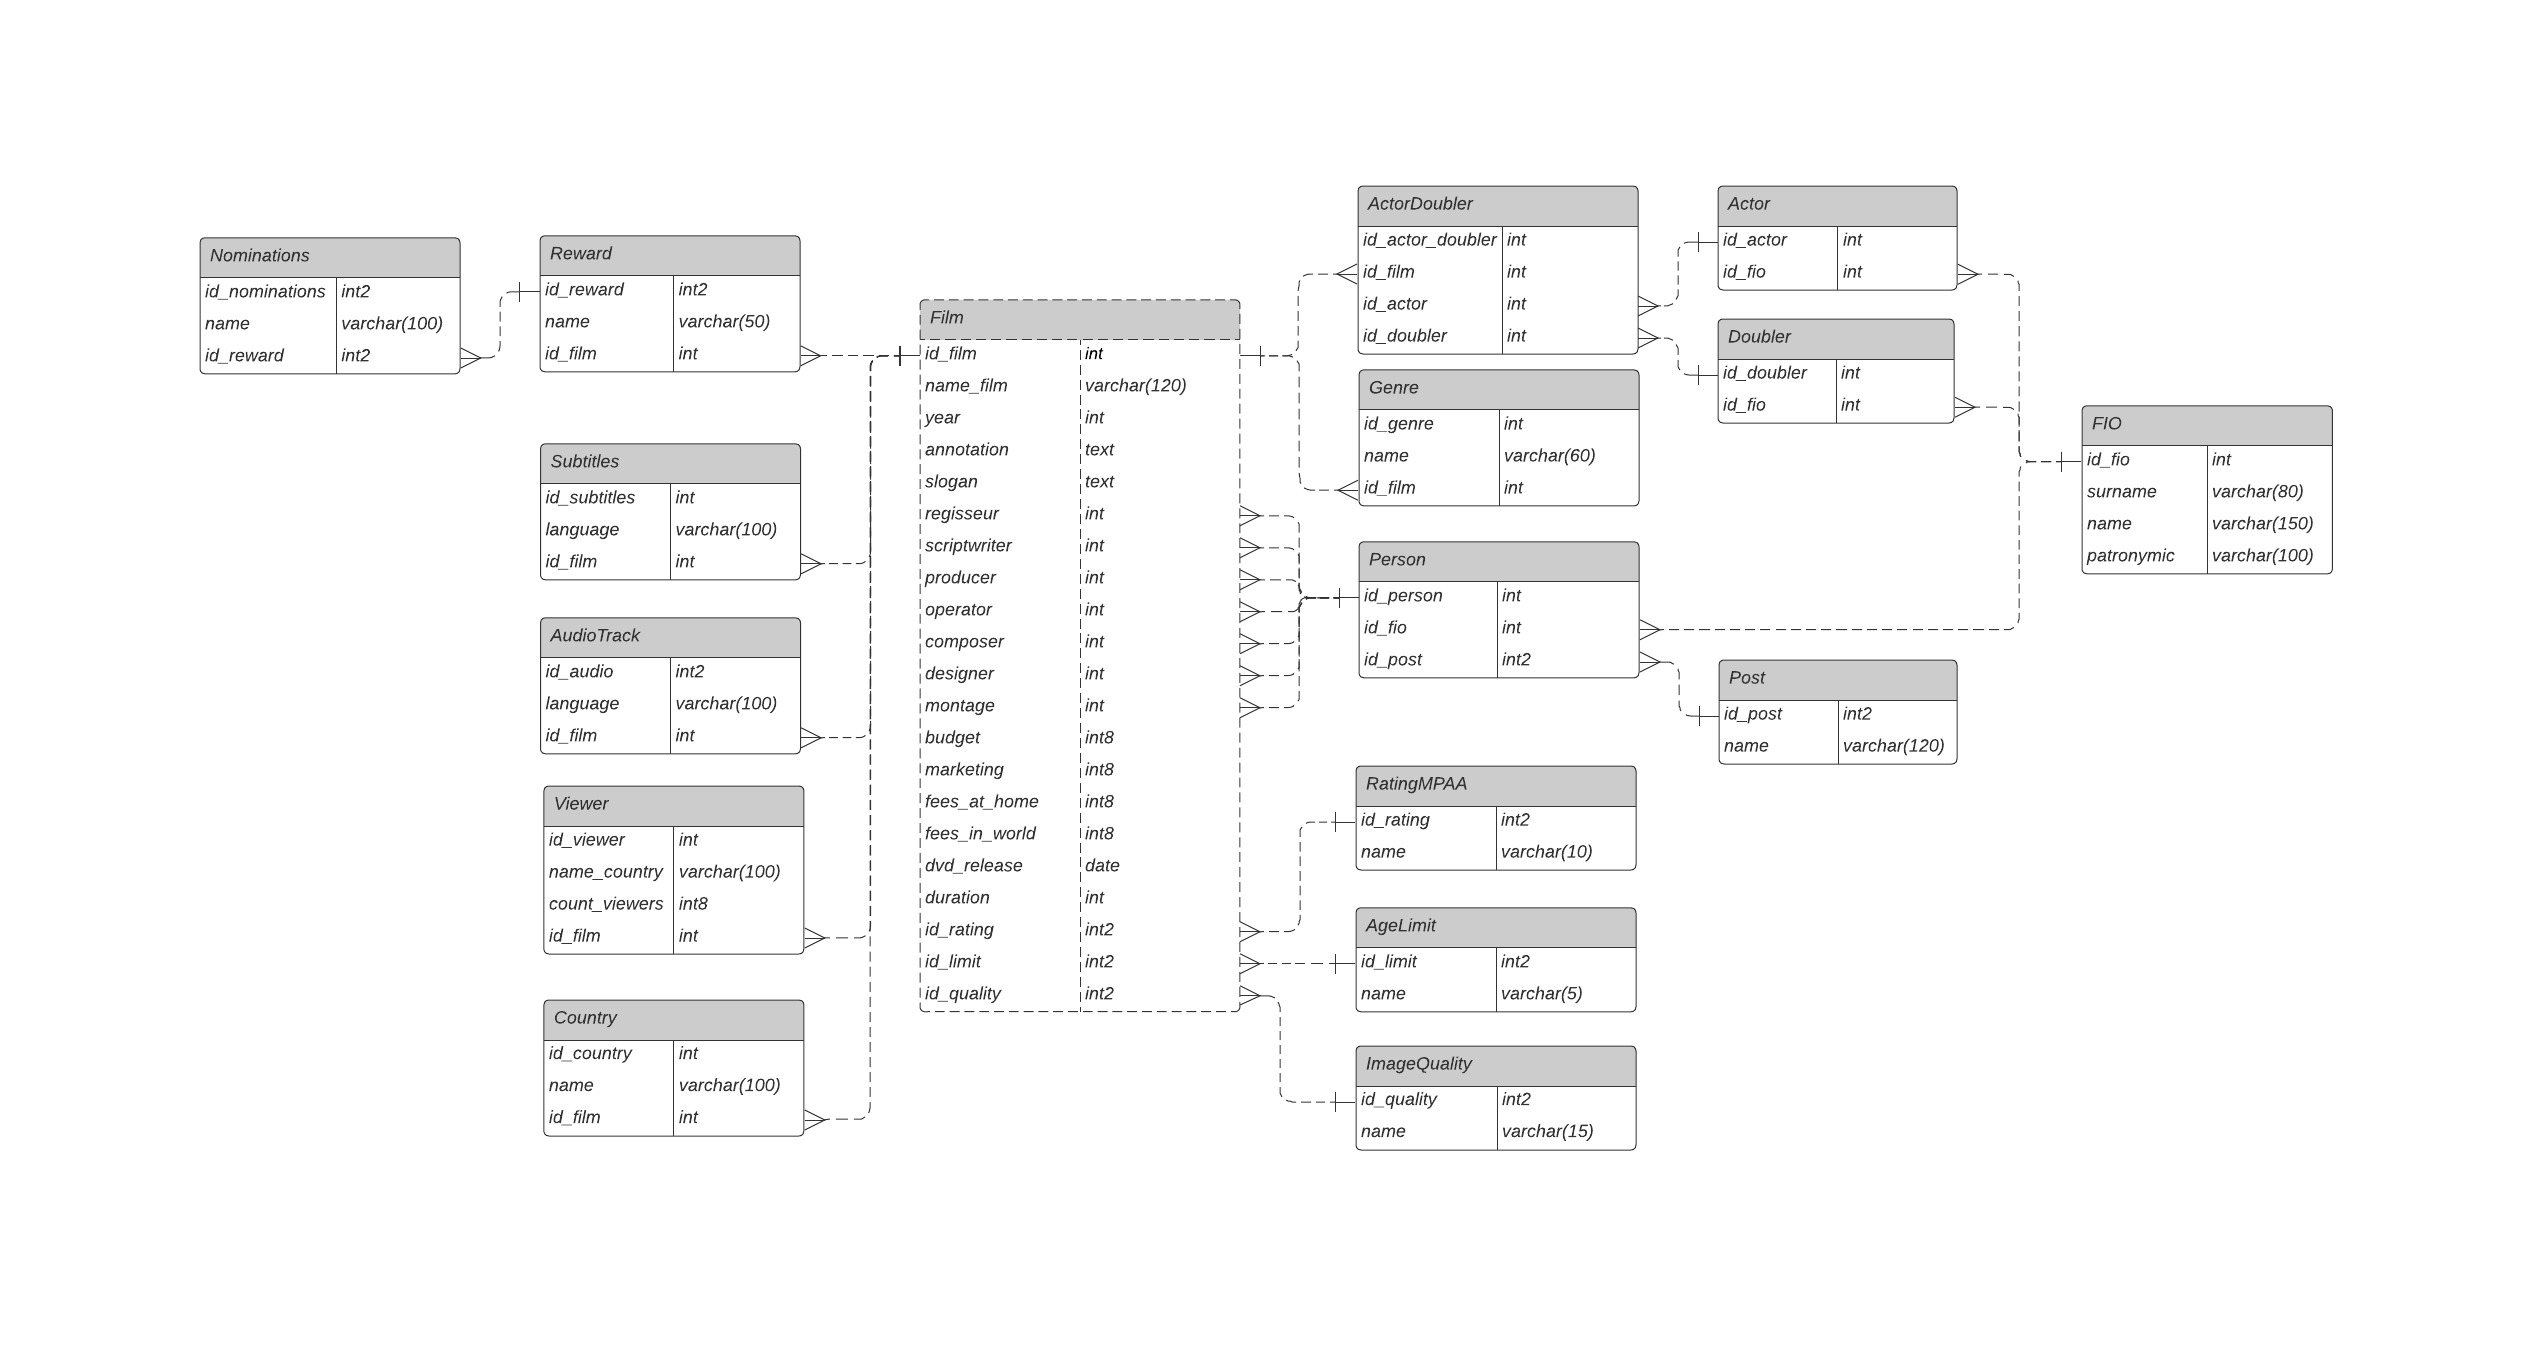 Nominations
id_nominations int2
name varchar(100)
id_reward int2
Reward
id_reward int2
name varchar(50)
id_film int
Subtitles
id_subtitles int
language varchar(100)
id_film int
AudioTrack
id_audio int2
language varchar(100)
id_film int
Viewer
id_viewer int
name_country varchar(100)
count_viewers int8
id_film int
Country
id_country int
name varchar(100)
id_film int
Film
id_film int
name_film varchar(120)
year int
annotation text
slogan text
regisseur int
scriptwriter int
producer int
operator int
composer int
designer int
montage int
budget int8
marketing int8
fees_at_home int8
fees_in_world int8
dvd_release date
duration int
id_rating int2
id_limit int2
id_quality int2
ActorDoubler
id_actor_doubler int
id_film int
id_actor int
id_doubler int
Genre
id_genre int
name varchar(60)
id_film int
Person
id_person int
id_fio int
id_post int2
RatingMPAA
id_rating int2
name varchar(10)
AgeLimit
id_limit int2
name varchar(5)
ImageQuality
id_quality int2
name varchar(15)
Actor
id_actor int
id_fio int
Doubler
id_doubler int
id_fio int
Post
id_post int2
name varchar(120)
FIO
id_fio int
surname varchar(80)
name varchar(150)
patronymic varchar(100)